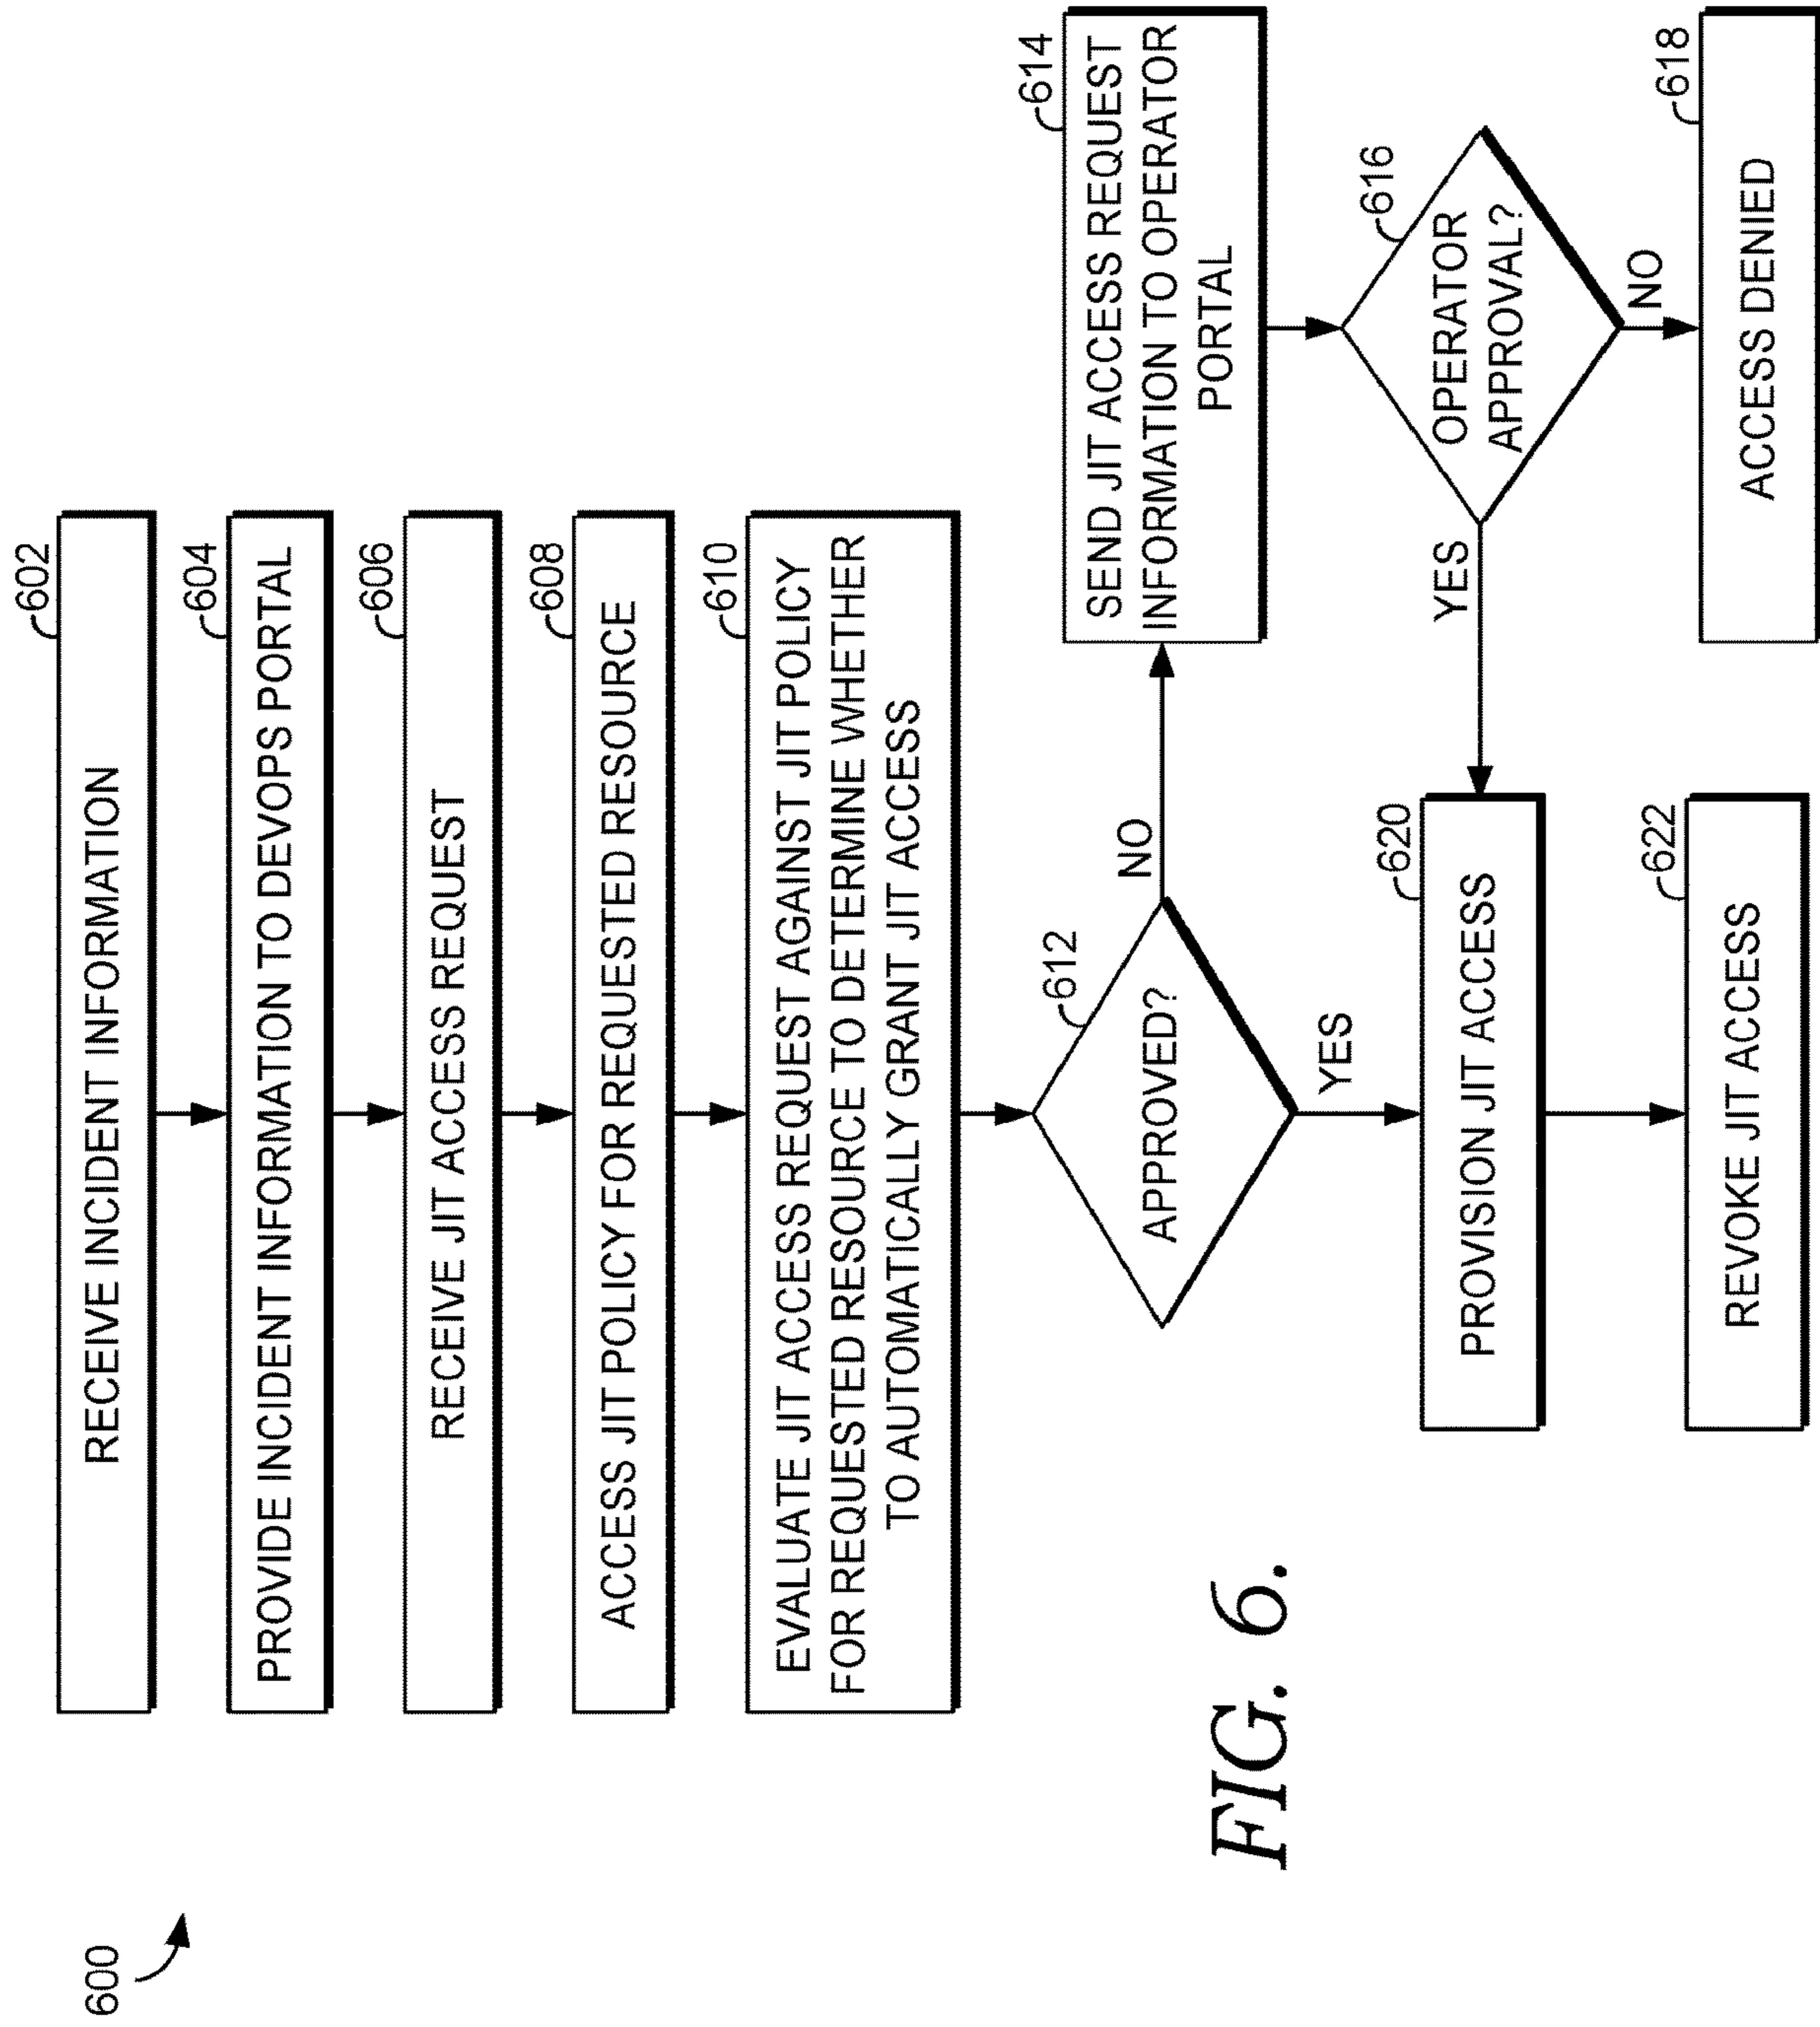 600
602
RECEIVE INCIDENT INFORMATION
604
PROVIDE INCIDENT INFORMATION TO DEVOPS PORTAL
606
RECEIVE JIT ACCESS REQUEST
608
ACCESS JIT POLICY FOR REQUESTED RESOURCE
610
EVALUATE JIT ACCESS REQUEST AGAINST JIT POLICY
FOR REQUESTED RESOURCE TO DETERMINE WHETHER
TO AUTOMATICALLY GRANT JIT ACCESS
612
APPROVED?
NO
YES
614
SEND JIT ACCESS REQUEST
INFORMATION TO OPERATOR
PORTAL
616
OPERATOR
APPROVAL?
YES
NO
618
ACCESS DENIED
620
PROVISION JIT ACCESS
622
REVOKE JIT ACCESS
FIG. 6.